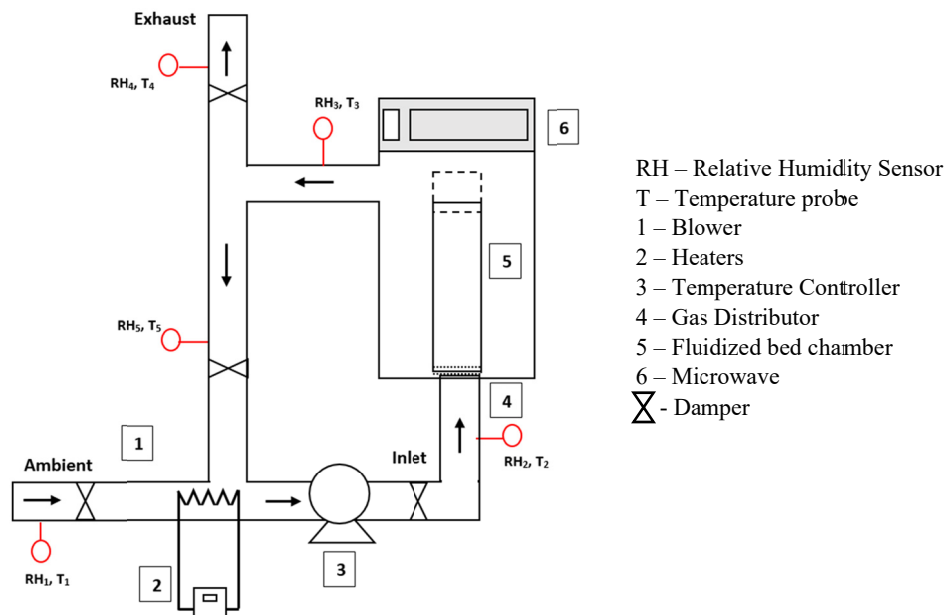 Exhaust
RH₄, T₄
RH₃, T₃
6
5
RH₅, T₅
4
1
Inlet
RH₂, T₂
Ambient
RH₁, T₁
2
3
RH – Relative Humidity Sensor
T – Temperature probe
1 – Blower
2 – Heaters
3 – Temperature Controller
4 – Gas Distributor
5 – Fluidized bed chamber
6 – Microwave
- Damper